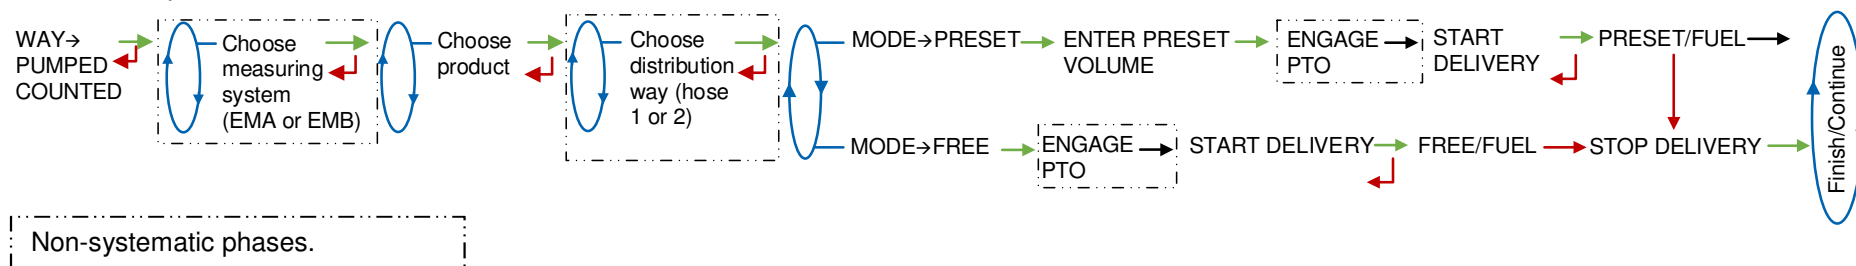 WAY→
PUMPED
COUNTED
Choose
measuring
system
(EMA or EMB)
Choose
product
Choose
distribution
way (hose
1 or 2)
MODE→PRESET
ENTER PRESET
VOLUME
ENGAGE
PTO
START
DELIVERY
PRESET/FUEL
MODE→FREE
ENGAGE
PTO
START DELIVERY
FREE/FUEL
STOP DELIVERY
Finish/Continue
Non-systematic phases.